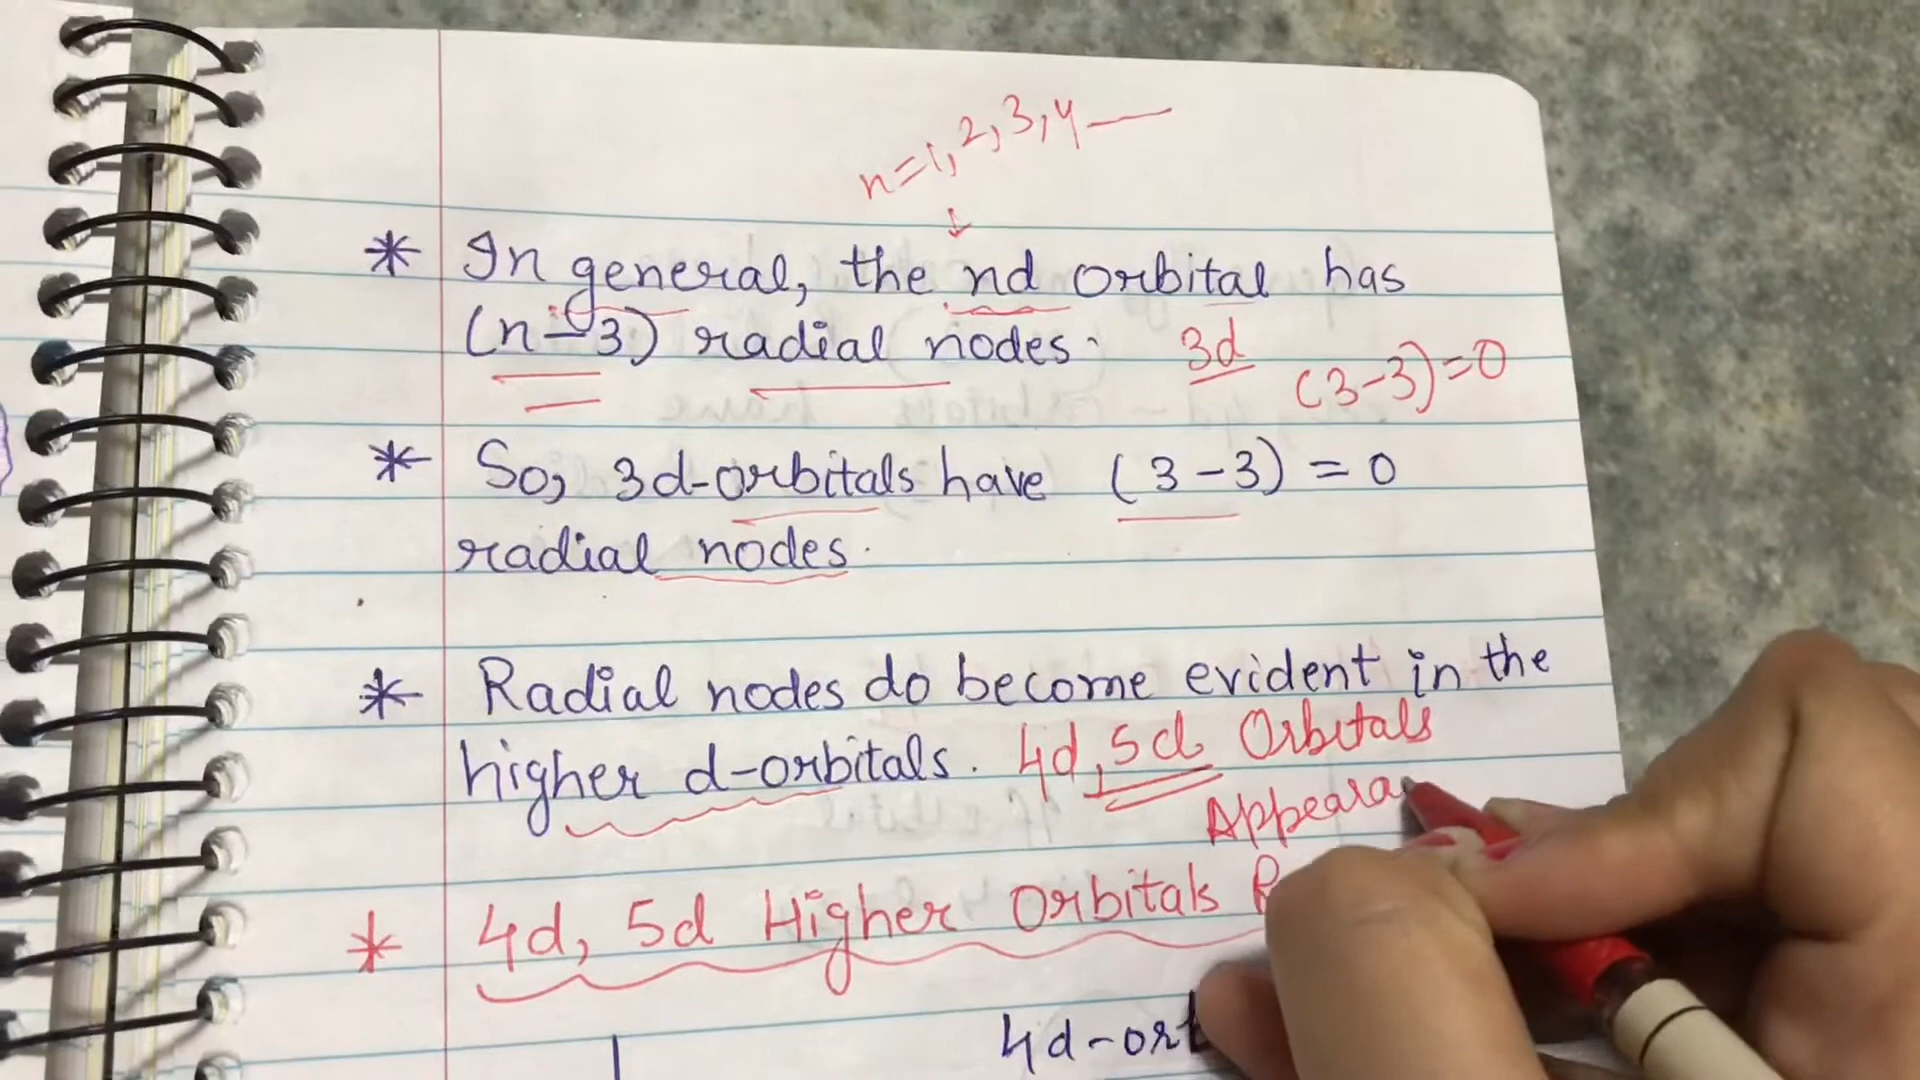 n=1, 2, 3, 4
* In general, the nd orbital has
(n-3) radial nodes.
3d (3-3)=0
* So, 3d-orbitals have (3-3) = 0
radial nodes.
* Radial nodes do become evident in the
higher d-orbitals. 4d, 5d Orbitals
* 4d, 5d Higher Orbitals
4d-